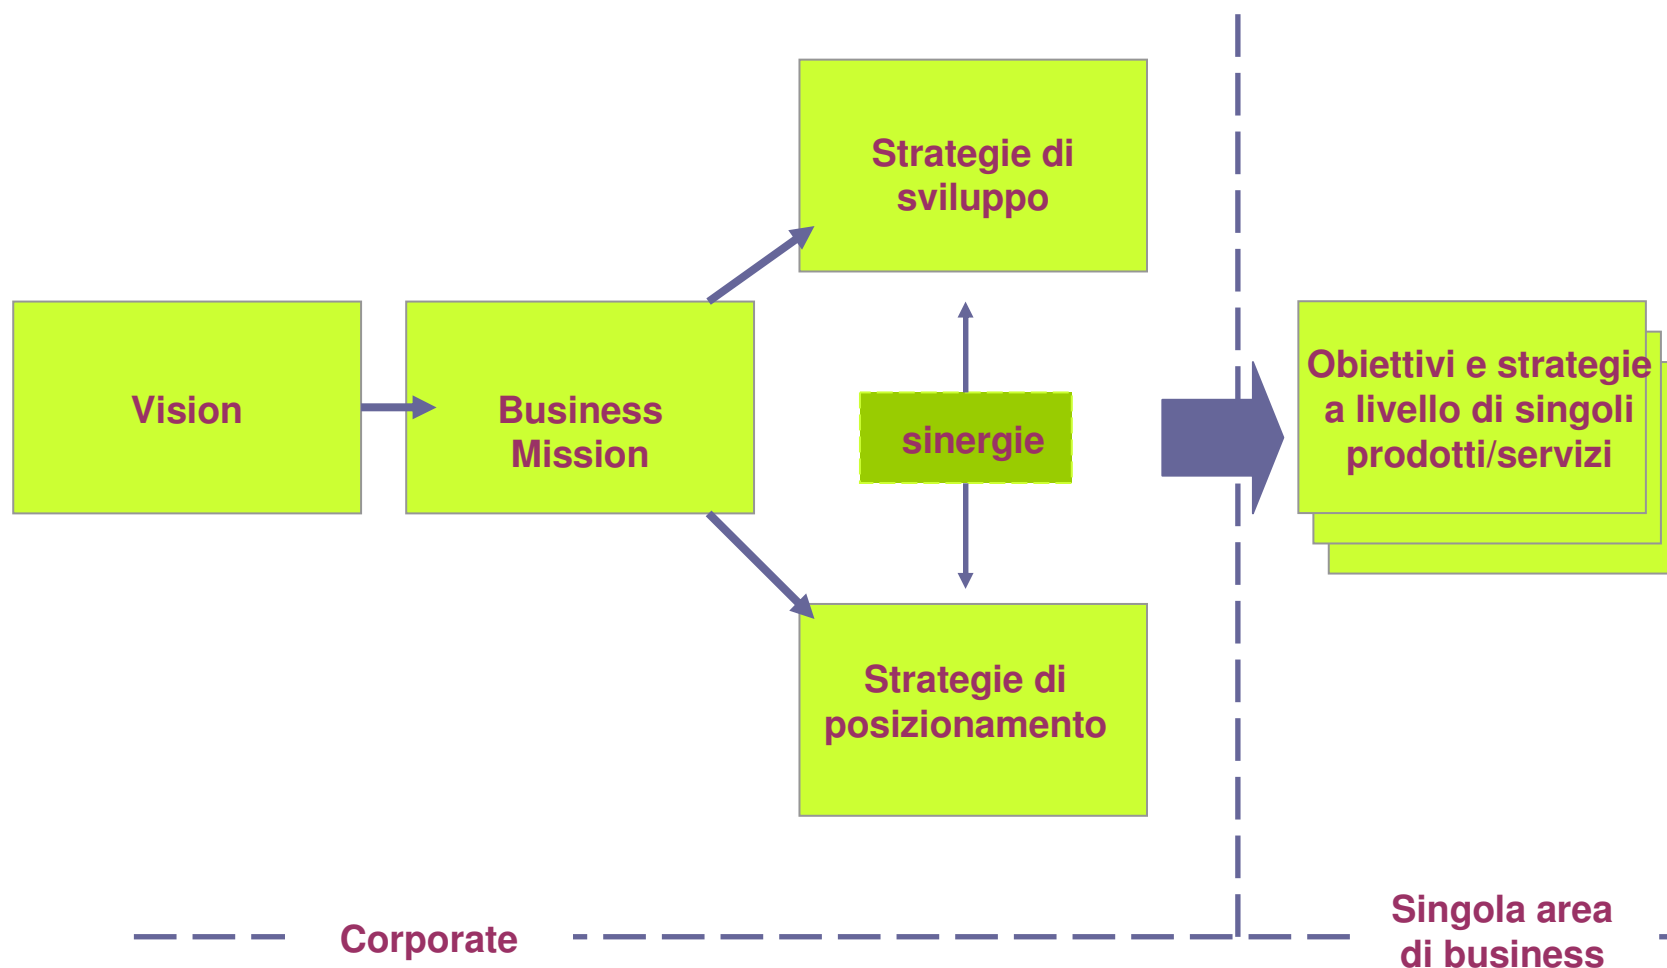 Strategie di
sviluppo
Vision
Business
Mission
sinergie
Obiettivi e strategie
a livello di singoli
prodotti/servizi
Strategie di
posizionamento
Corporate
Singola area
di business